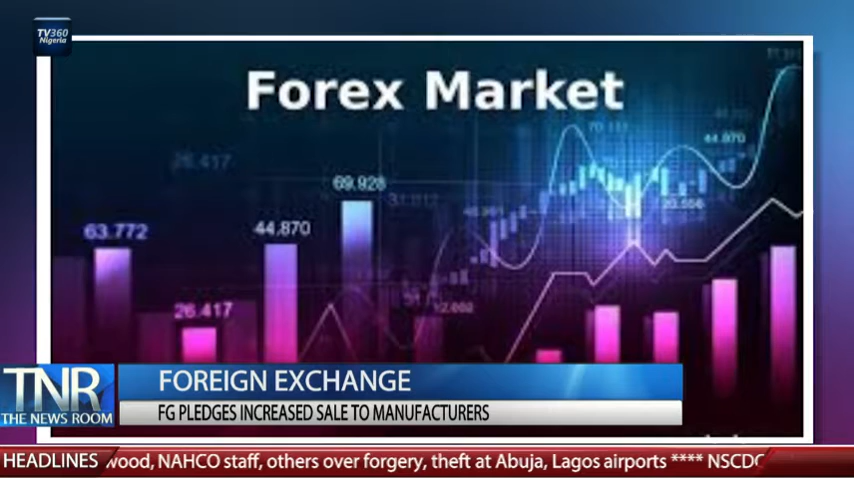 TV360
Nigeria
Forex Market
69.928
63.772
44.870
26.417
26.417
44.870
FOREIGN EXCHANGE
FG PLEDGES INCREASED SALE TO MANUFACTURERS
TNR
THE NEWS ROOM
HEADLINES
wood, NAHCO staff, others over forgery, theft at Abuja, Lagos airports **** NSCDC